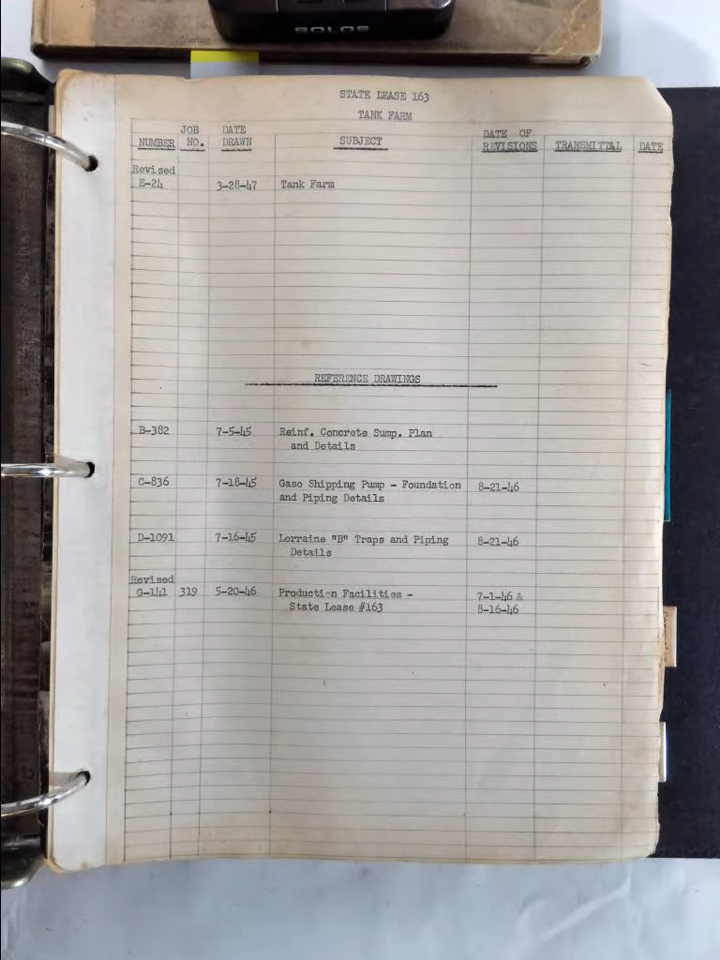 SOLOR
STATE LEASE 163
TANK FARM
NUMBER JOB NO. DATE DRAWN SUBJECT DATE OF REVISIONS TRANSMITTAL DATE
Revised
E-24 3-28-47 Tank Farm
REFERENCE DRAWINGS
B-382 7-5-45 Reinf. Concrete Sump. Plan
and Details
C-836 7-18-45 Gaso Shipping Pump - Foundation 8-21-46
and Piping Details
D-1091 7-16-45 Lorraine "B" Traps and Piping 8-21-46
Details
Revised
G-141 319 5-20-46 Production Facilities - 7-1-46 &
State Lease #163 8-16-46